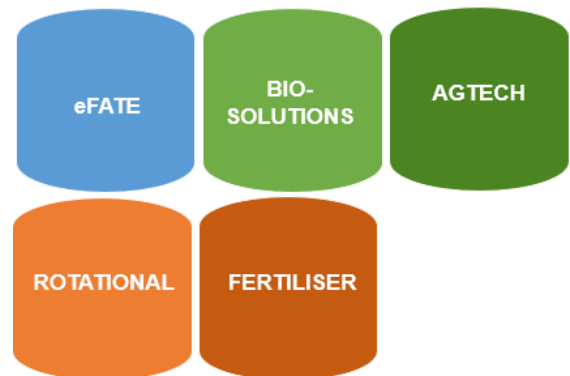 eFATE
BIO-
SOLUTIONS
AGTECH
ROTATIONAL
FERTILISER